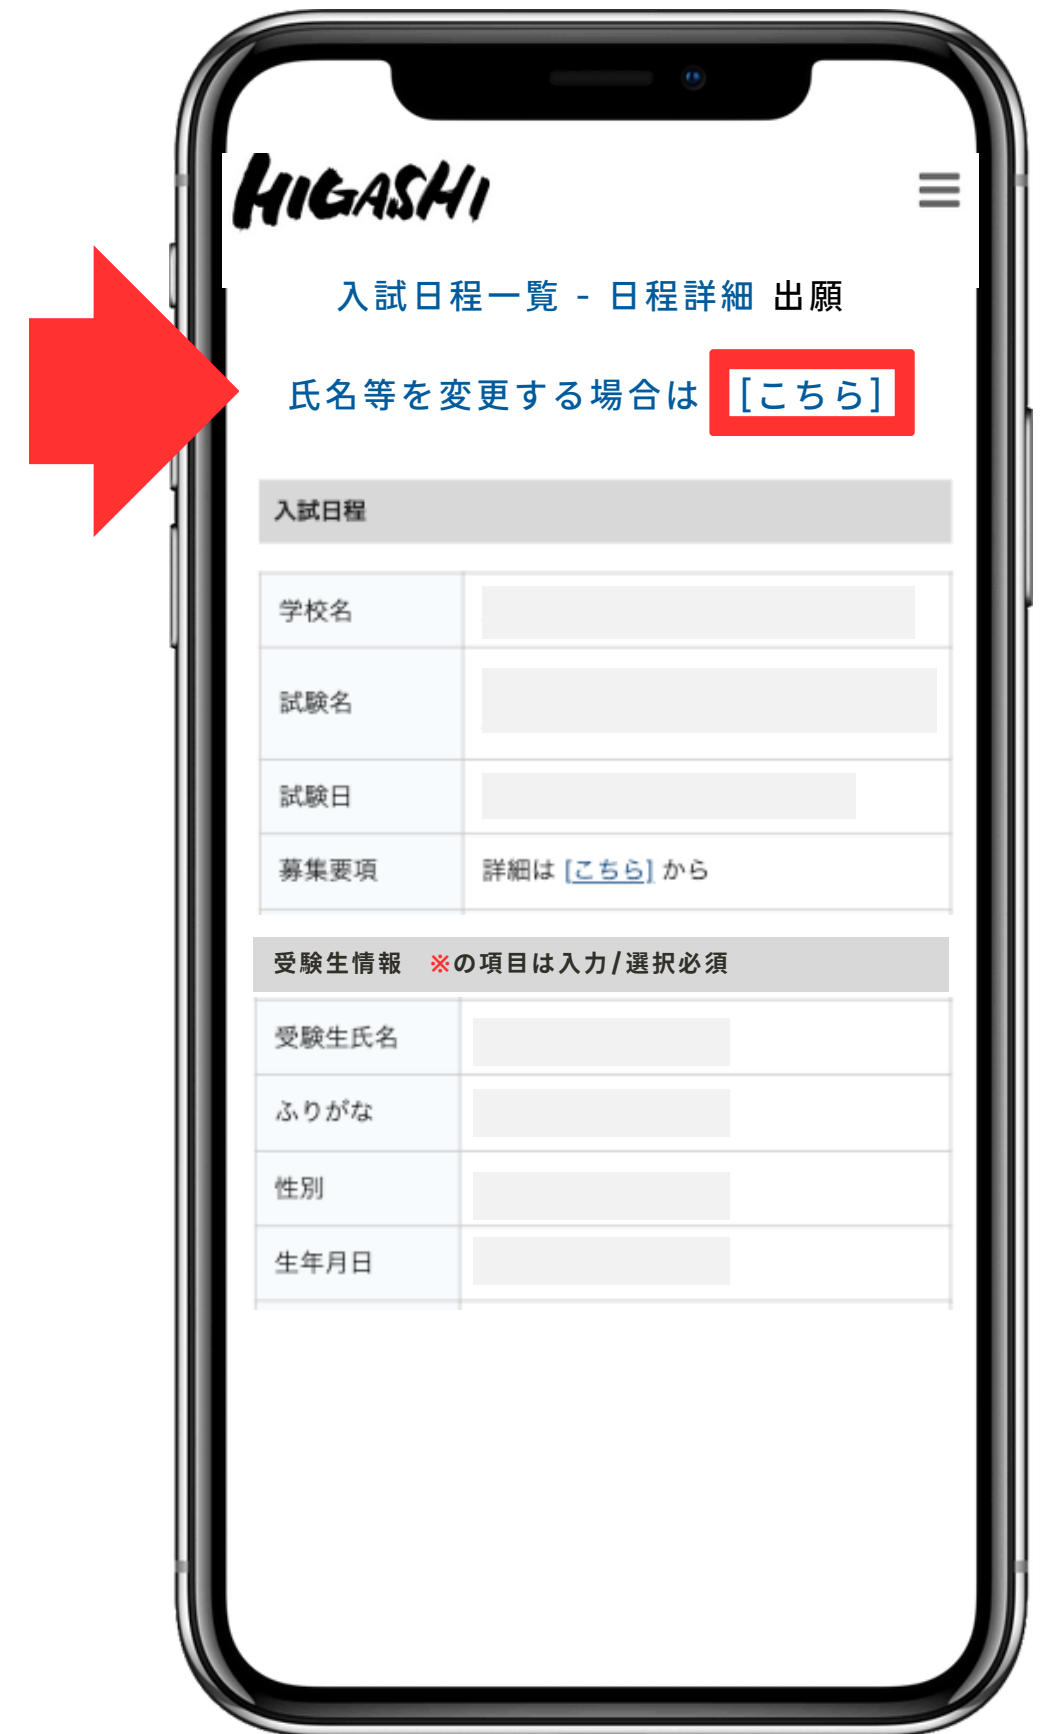 HIGASHI
入試日程一覧 - 日程詳細 出願
氏名等を変更する場合は [こちら]
入試日程
学校名
試験名
試験日
募集要項 詳細は [こちら] から
受験生情報 ※の項目は入力/選択必須
受験生氏名
ふりがな
性別
生年月日